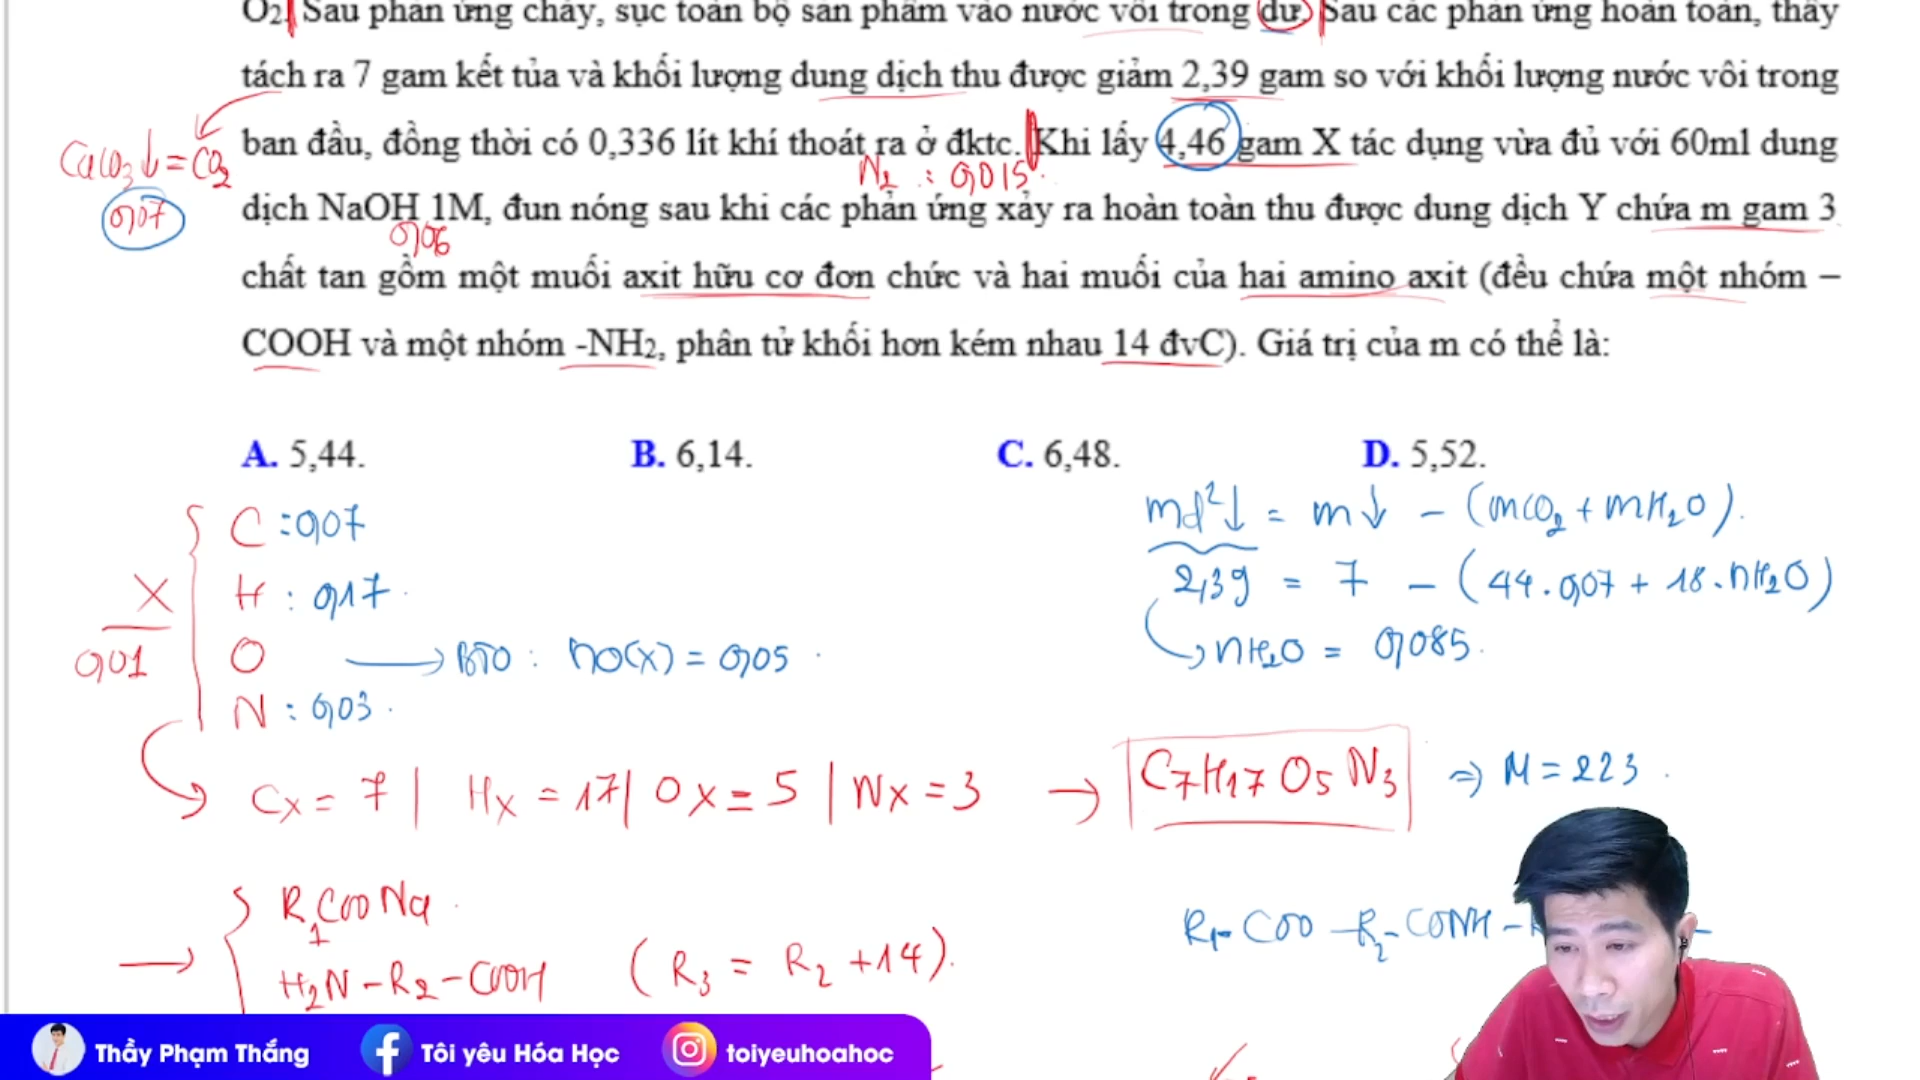 O2. Sau phản ứng cháy, sục toàn bộ sản phẩm vào nước vôi trong dư. Sau các phản ứng hoàn toàn, thấy
tách ra 7 gam kết tủa và khối lượng dung dịch thu được giảm 2,39 gam so với khối lượng nước vôi trong
CaCO3↓ = CO2
ban đầu, đồng thời có 0,336 lít khí thoát ra ở đktc. Khi lấy 4,46 gam X tác dụng vừa đủ với 60ml dung
N2 : 0,015
0,07
dịch NaOH 1M, đun nóng sau khi các phản ứng xảy ra hoàn toàn thu được dung dịch Y chứa m gam 3
0,06
chất tan gồm một muối axit hữu cơ đơn chức và hai muối của hai amino axit (đều chứa một nhóm –
COOH và một nhóm -NH2, phân tử khối hơn kém nhau 14 đvC). Giá trị của m có thể là:
A. 5,44. B. 6,14. C. 6,48. D. 5,52.
md²↓ = m↓ - (mCO2 + mH2O).
C : 0,07
2,39 = 7 - (44.0,07 + 18.nH2O)
X
H : 0,17
0,01
O → BTO : nO(X) = 0,05
nH2O = 0,085
N : 0,03
Cx = 7 | Hx = 17 | Ox = 5 | Nx = 3 → C7H17O5N3 ⇒ M = 223
R1COONa
R1-COO-R2-CONH-
→ H2N-R2-COOH (R3 = R2 + 14).
Thầy Phạm Thắng
f Tôi yêu Hóa Học
toiyeuhoahoc